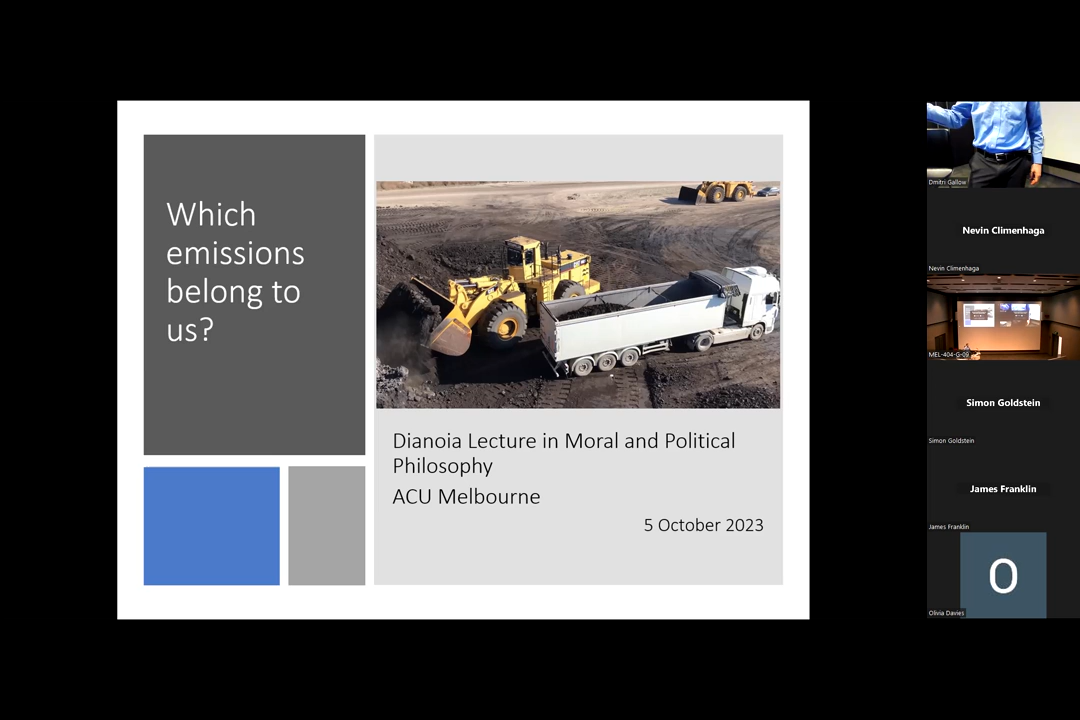 Which
emissions
belong to
us?
Dianoia Lecture in Moral and Political
Philosophy
ACU Melbourne
5 October 2023
Dmitri Gallow
Nevin Climenhaga
Nevin Climenhaga
MEL-404-G-09
Simon Goldstein
Simon Goldstein
James Franklin
James Franklin
O
Olivia Davies